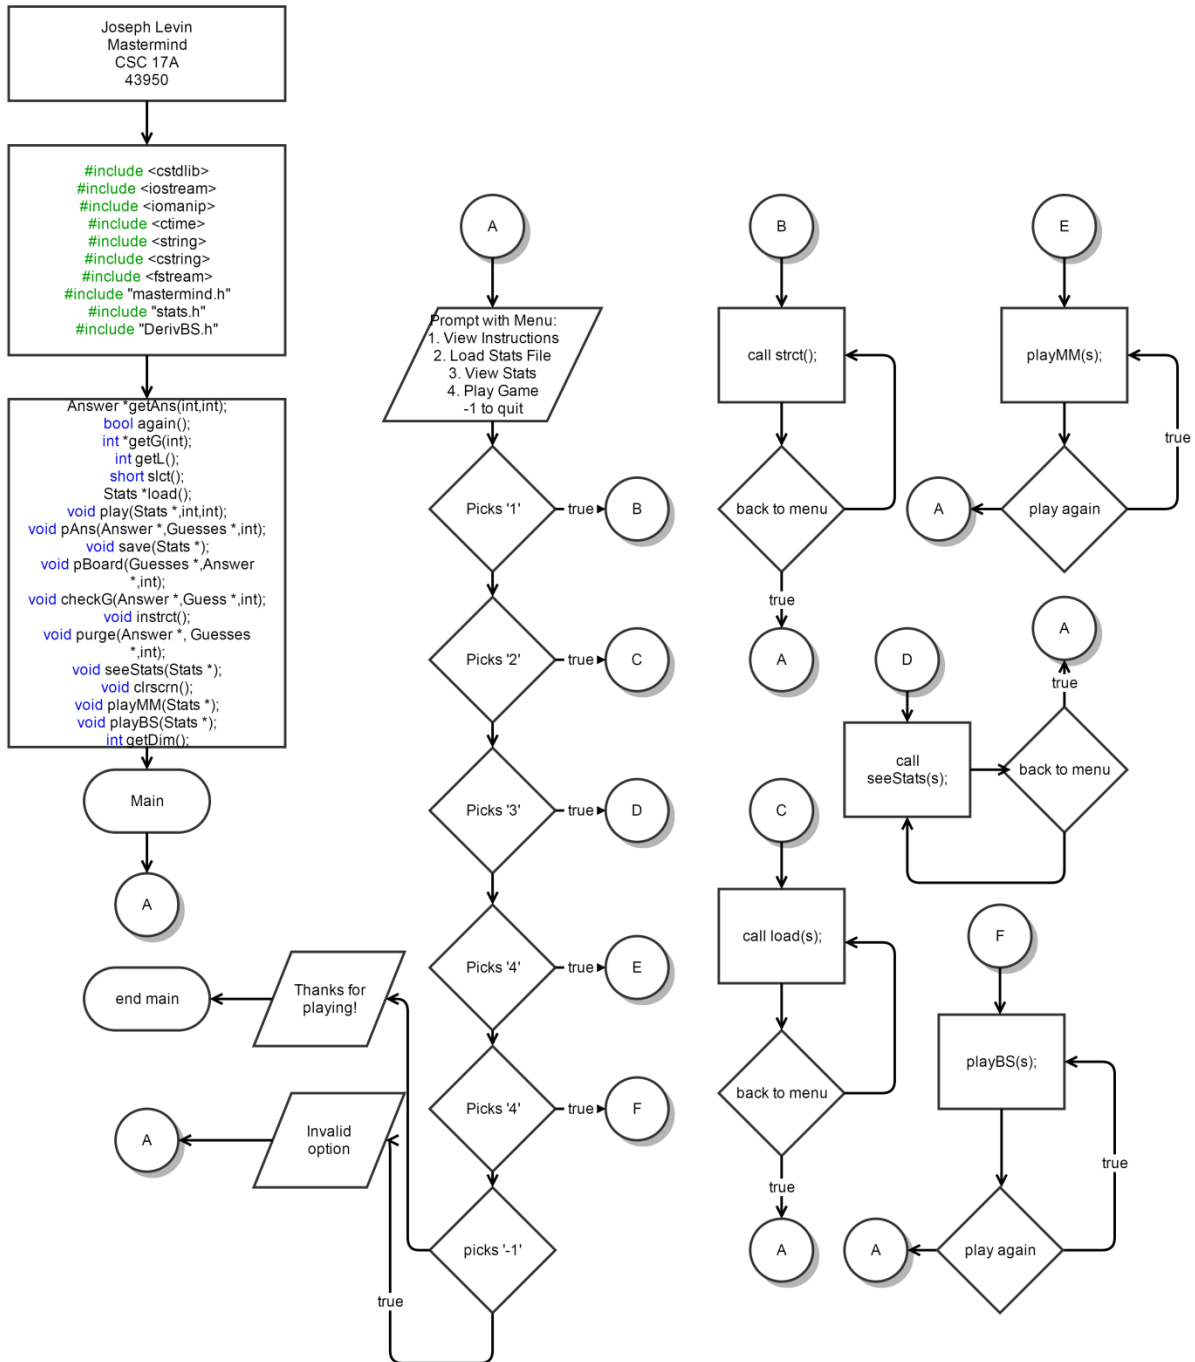 Joseph Levin
Mastermind
CSC 17A
43950
#include <cstdlib>
#include <iostream>
#include <iomanip>
#include <ctime>
#include <string>
#include <cstring>
#include <fstream>
#include "mastermind.h"
#include "stats.h"
#include "DerivBS.h"
Answer *getAns(int,int);
bool again();
int *getG(int);
int getL();
short slct();
Stats *load();
void play(Stats *,int,int);
void pAns(Answer *,Guesses *,int);
void save(Stats *);
void pBoard(Guesses *,Answer
*,int);
void checkG(Answer *,Guess *,int);
void instrct();
void purge(Answer *, Guesses
*,int);
void seeStats(Stats *);
void clrscrn();
void playMM(Stats *);
void playBS(Stats *);
int getDim();
Main
A
end main
Thanks for
playing!
A
Invalid
option
A
Prompt with Menu:
1. View Instructions
2. Load Stats File
3. View Stats
4. Play Game
-1 to quit
Picks '1'
true
B
Picks '2'
true
C
Picks '3'
true
D
Picks '4'
true
E
Picks '4'
true
F
picks '-1'
true
B
call strct();
back to menu
true
A
C
call load(s);
back to menu
true
A
E
playMM(s);
true
play again
A
D
call
seeStats(s);
back to menu
true
A
F
playBS(s);
true
play again
A